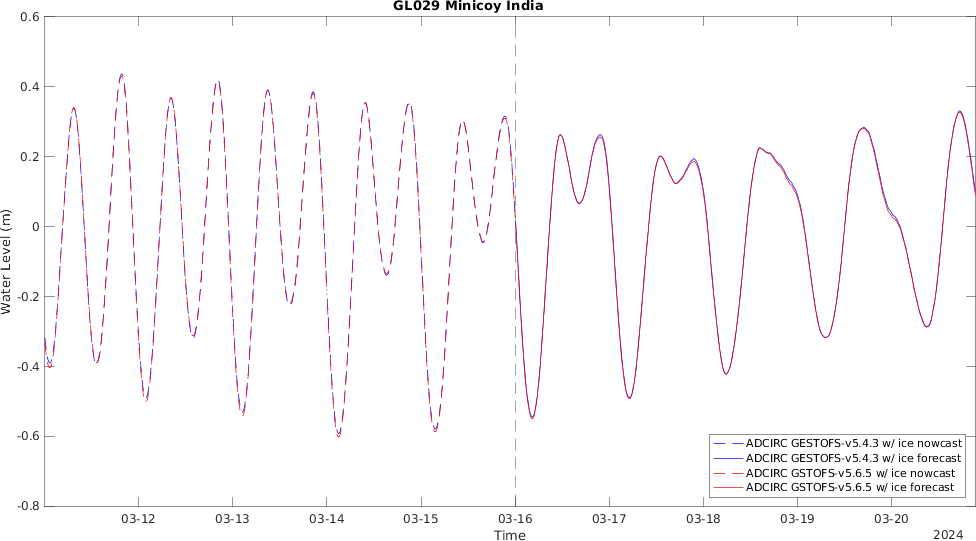 GL029 Minicoy India
0.6
0.4
0.2
0
-0.2
-0.4
-0.6
-0.8
Water Level (m)
ADCIRC GESTOFS-v5.4.3 w/ ice nowcast
ADCIRC GESTOFS-v5.4.3 w/ ice forecast
ADCIRC GSTOFS-v5.6.5 w/ ice nowcast
ADCIRC GSTOFS-v5.6.5 w/ ice forecast
03-12 03-13 03-14 03-15 03-16 03-17 03-18 03-19 03-20
Time
2024